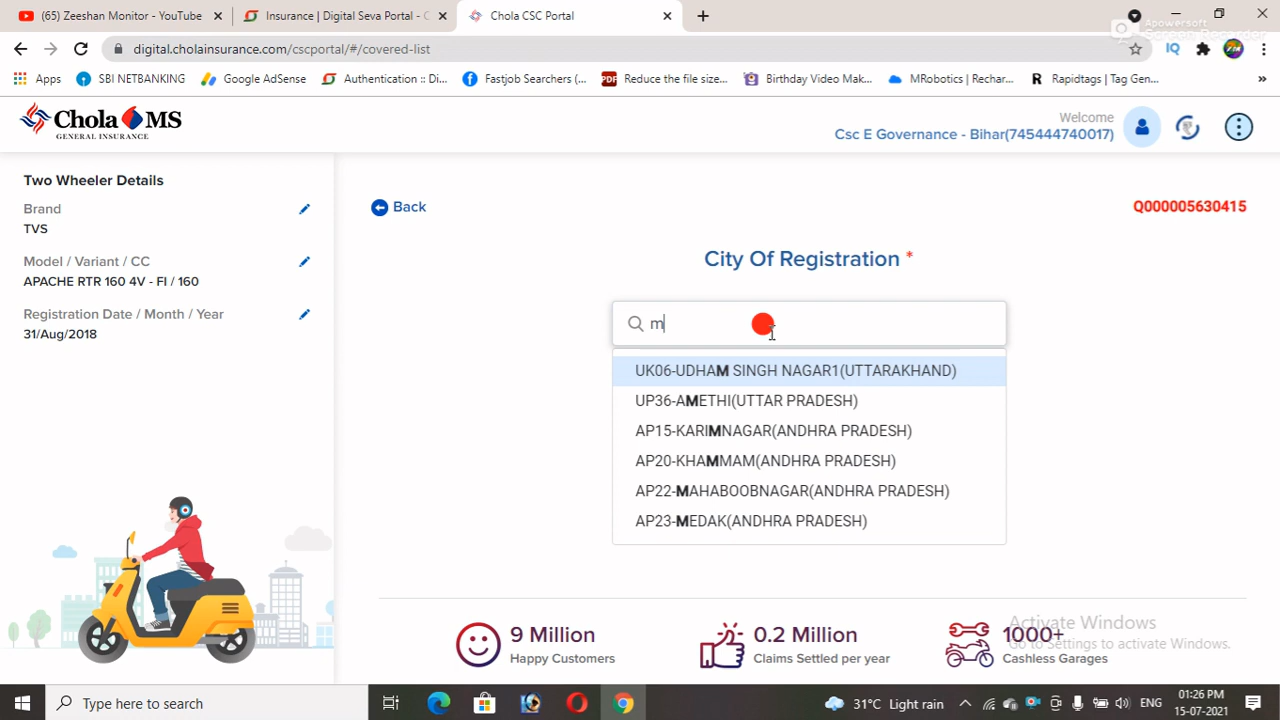 (65) Zeeshan Monitor - YouTube
Insurance | Digital Seva Portal - C
Chola CSC Portal
Apowersoft
Screen Recorder
digital.cholainsurance.com/cscportal/#/covered-list
IQ
Apps
SBI NETBANKING
Google AdSense
Authentication :: Di...
Fastjob Searchers (...
PDF
Reduce the file size...
Birthday Video Mak...
MRobotics | Rechar...
R
Rapidtags | Tag Gen...
»
Chola MS
GENERAL INSURANCE
Welcome
Csc E Governance - Bihar(745444740017)
Two Wheeler Details
Brand
TVS
Model / Variant / CC
APACHE RTR 160 4V - FI / 160
Registration Date / Month / Year
31/Aug/2018
Back
Q000005630415
City Of Registration *
m
UK06-UDHAM SINGH NAGAR1(UTTARAKHAND)
UP36-AMETHI(UTTAR PRADESH)
AP15-KARIMNAGAR(ANDHRA PRADESH)
AP20-KHAMMAM(ANDHRA PRADESH)
AP22-MAHABOOBNAGAR(ANDHRA PRADESH)
AP23-MEDAK(ANDHRA PRADESH)
9 Million
Happy Customers
0.2 Million
Claims Settled per year
1000+
Cashless Garages
Activate Windows
Go to Settings to activate Windows.
Type here to search
31°C Light rain
ENG
01:26 PM
15-07-2021